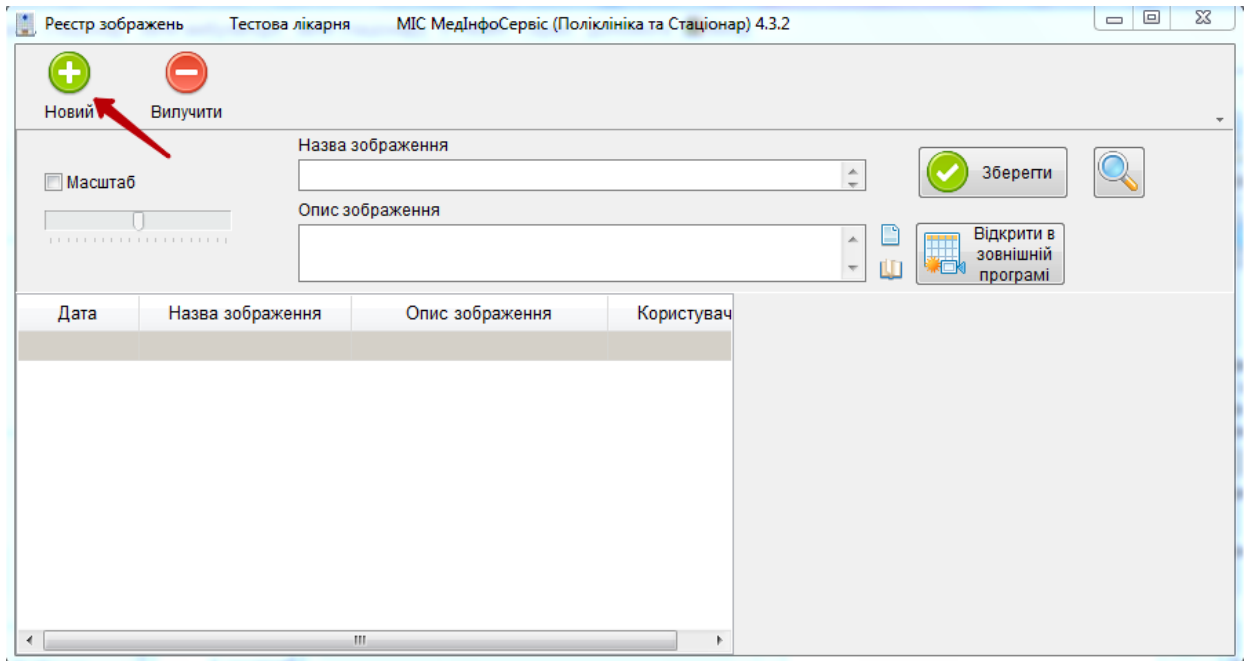 Реєстр зображень Тестова лікарня МІС МедІнфоСервіс (Поліклініка та Стаціонар) 4.3.2
Новий Вилучити
Назва зображення
Масштаб
Зберегти
Опис зображення
Відкрити в
зовнішній
програмі
Дата Назва зображення Опис зображення Користувач